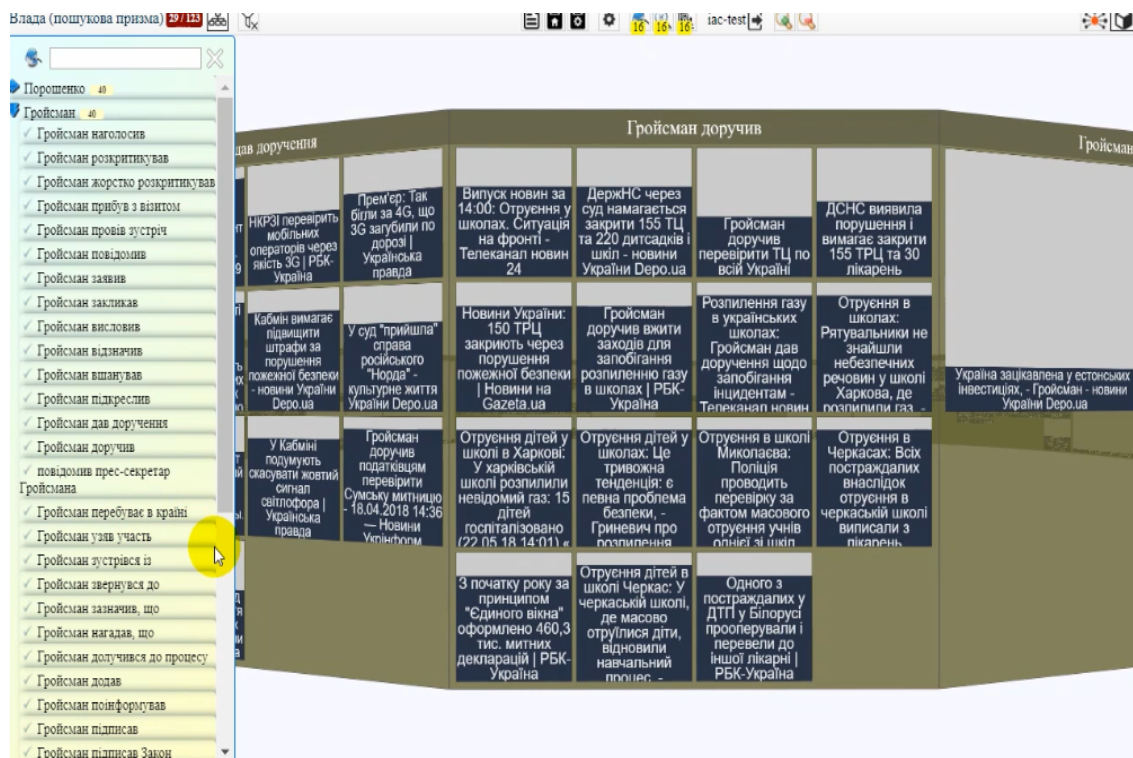 Влада (пошукова призма) 29 / 123
16 16 16 iac-test
Порошенко 40
Гройсман 40
Гройсман наголосив
Гройсман розкритикував
Гройсман жорстко розкритикував
Гройсман прибув з візитом
Гройсман провів зустріч
Гройсман повідомив
Гройсман заявив
Гройсман закликав
Гройсман висловив
Гройсман відзначив
Гройсман вшанував
Гройсман підкреслив
Гройсман дав доручення
Гройсман доручив
повідомив прес-секретар
Гройсмана
Гройсман перебуває в країні
Гройсман узяв участь
Гройсман зустрівся із
Гройсман звернувся до
Гройсман зазначив, що
Гройсман нагадав, що
Гройсман долучився до процесу
Гройсман додав
Гройсман поінформував
Гройсман підписав
Гройсман підписав Закон
дав доручення
НКРЗІ перевірить
мобільних
операторів через
якість 3G | РБК-
Україна
Прем'єр: Так
бігли за 4G, що
3G загубили по
дорозі |
Українська
правда
Кабмін вимагає
підвищити
штрафи за
порушення
пожежної безпеки
- новини України
Depo.ua
У суд "прийшла"
справа
російського
"Норда" -
культурне життя
України Depo.ua
У Кабміні
подумують
скасувати жовтий
сигнал
світлофора |
Українська
правда
Гройсман
доручив
податківцям
перевірити
Сумську митницю
- 18.04.2018 14:36
— Новини
Укрінформ
Гройсман доручив
Випуск новин за
14:00: Отруєння у
школах. Ситуація
на фронті -
Телеканал новин
24
ДержНС через
суд намагається
закрити 155 ТЦ
та 220 дитсадків і
шкіл - новини
України Depo.ua
Гройсман
доручив
перевірити ТЦ по
всій Україні
ДСНС виявила
порушення і
вимагає закрити
155 ТРЦ та 30
лікарень
Новини України:
150 ТРЦ
закриють через
порушення
пожежної безпеки
| Новини на
Gazeta.ua
Гройсман
доручив вжити
заходів для
запобігання
розпиленню газу
в школах | РБК-
Україна
Розпилення газу
в українських
школах:
Гройсман дав
доручення щодо
запобігання
інцидентам -
Телеканал новин
Отруєння в
школах:
Рятувальники не
знайшли
небезпечних
речовин у школі
Харкова, де
розпилили газ -
Отруєння дітей у
школі в Харкові:
У харківській
школі розпилили
невідомий газ: 15
дітей
госпіталізовано
(22.05.18 14:01) «
Отруєння дітей у
школах: Це
тривожна
тенденція: є
певна проблема
безпеки, -
Гриневич про
розпилення
Отруєння в школі
Миколаєва:
Поліція
проводить
перевірку за
фактом масового
отруєння учнів
однієї зі шкіл
Отруєння в
Черкасах: Всіх
постраждалих
внаслідок
отруєння в
черкаській школі
виписали з
лікарень
З початку року за
принципом
"Єдиного вікна"
оформлено 460,3
тис. митних
декларацій | РБК-
Україна
Отруєння дітей в
школі Черкас: У
черкаській школі,
де масово
отруїлися діти,
відновили
навчальний
процес -
Одного з
постраждалих у
ДТП у Білорусі
прооперували і
перевели до
іншої лікарні |
РБК-Україна
Гройсман
Україна зацікавлена у естонських
інвестиціях, - Гройсман - новини
України Depo.ua